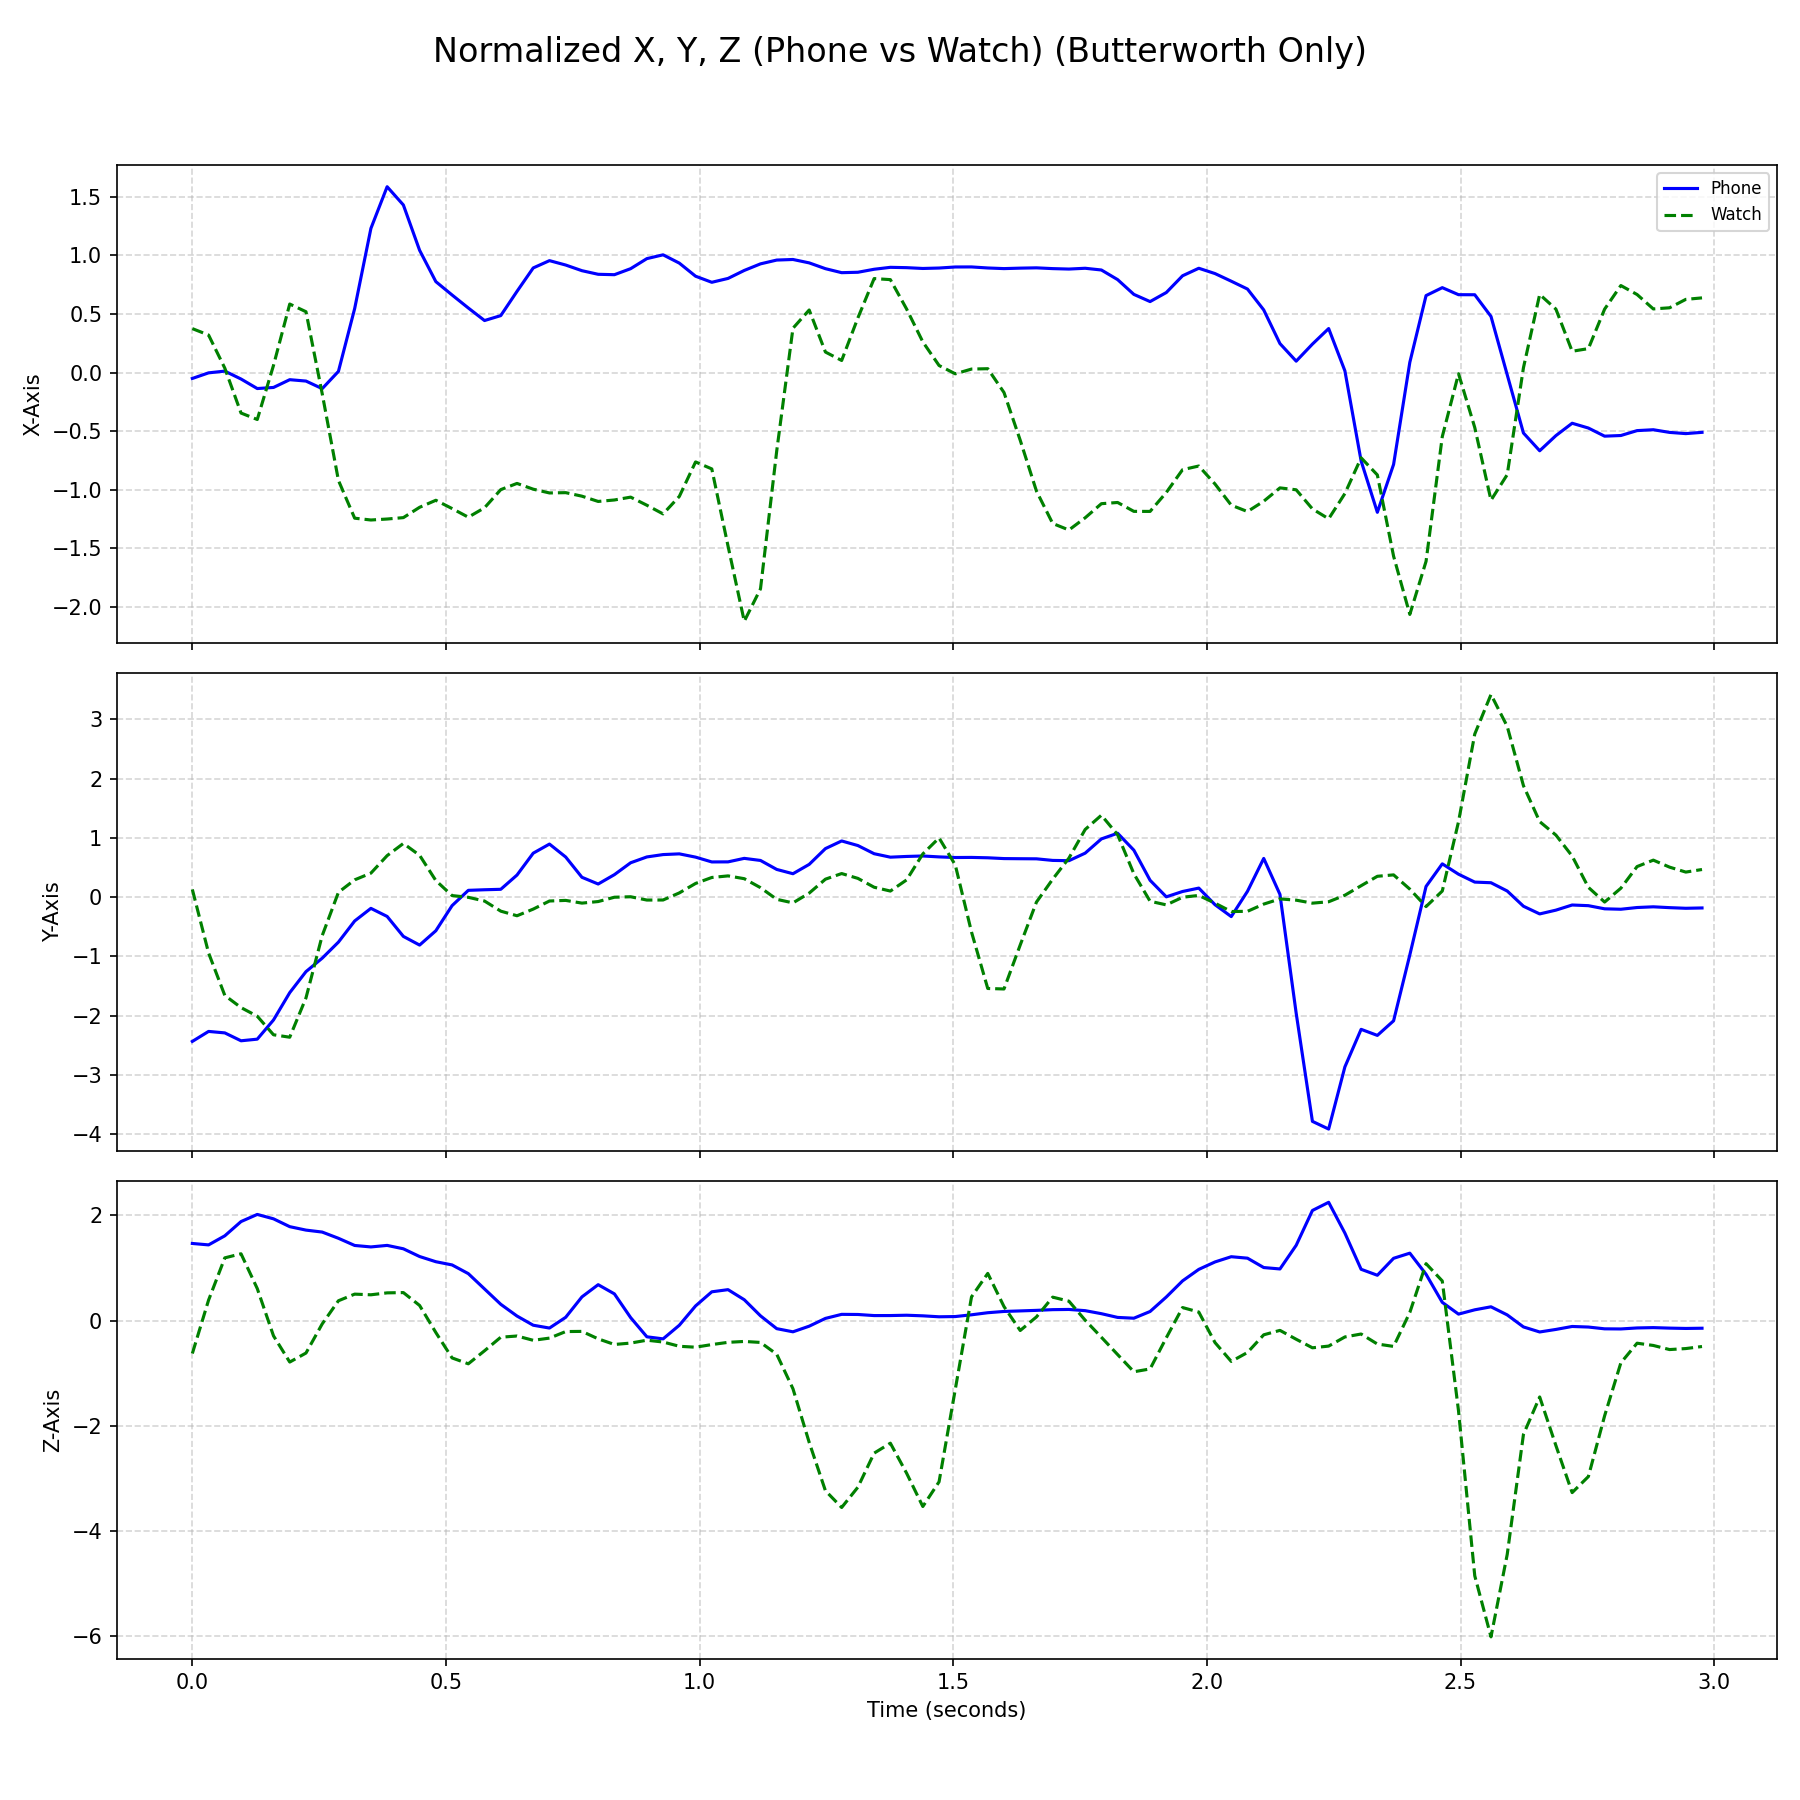 Normalized X, Y, Z (Phone vs Watch) (Butterworth Only)
Phone
Watch
X-Axis
1.5
1.0
0.5
0.0
−0.5
−1.0
−1.5
−2.0
Y-Axis
3
2
1
0
−1
−2
−3
−4
Z-Axis
2
0
−2
−4
−6
0.0 0.5 1.0 1.5 2.0 2.5 3.0
Time (seconds)